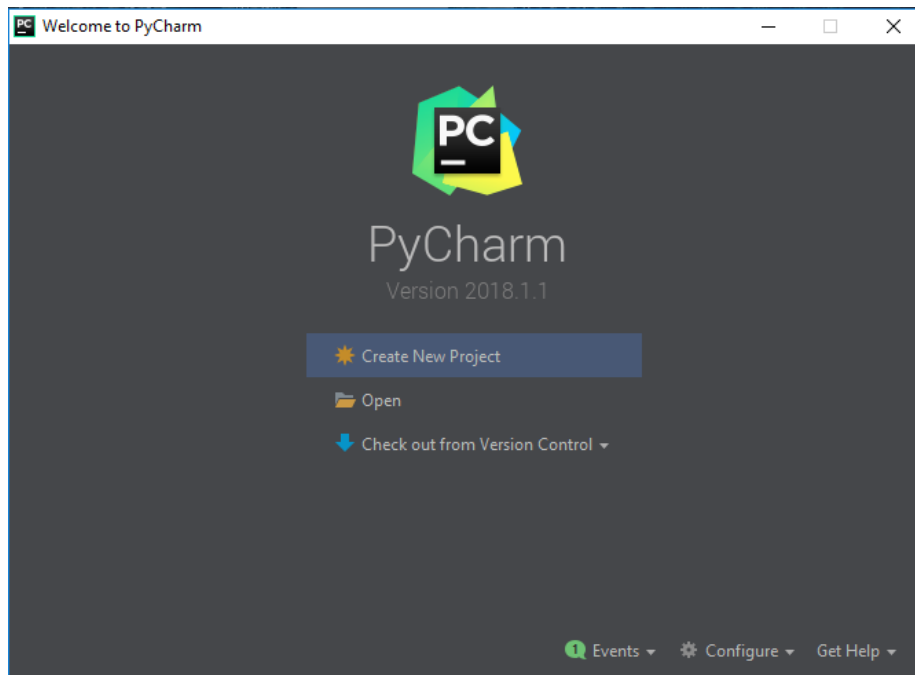 Welcome to PyCharm
PC
PyCharm
Version 2018.1.1
Create New Project
Open
Check out from Version Control
1 Events Configure Get Help